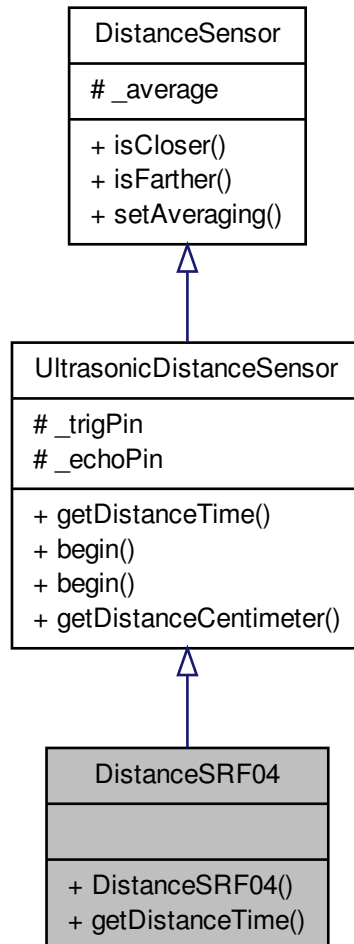 DistanceSensor
# _average
+ isCloser()
+ isFarther()
+ setAveraging()
UltrasonicDistanceSensor
# _trigPin
# _echoPin
+ getDistanceTime()
+ begin()
+ begin()
+ getDistanceCentimeter()
DistanceSRF04
+ DistanceSRF04()
+ getDistanceTime()